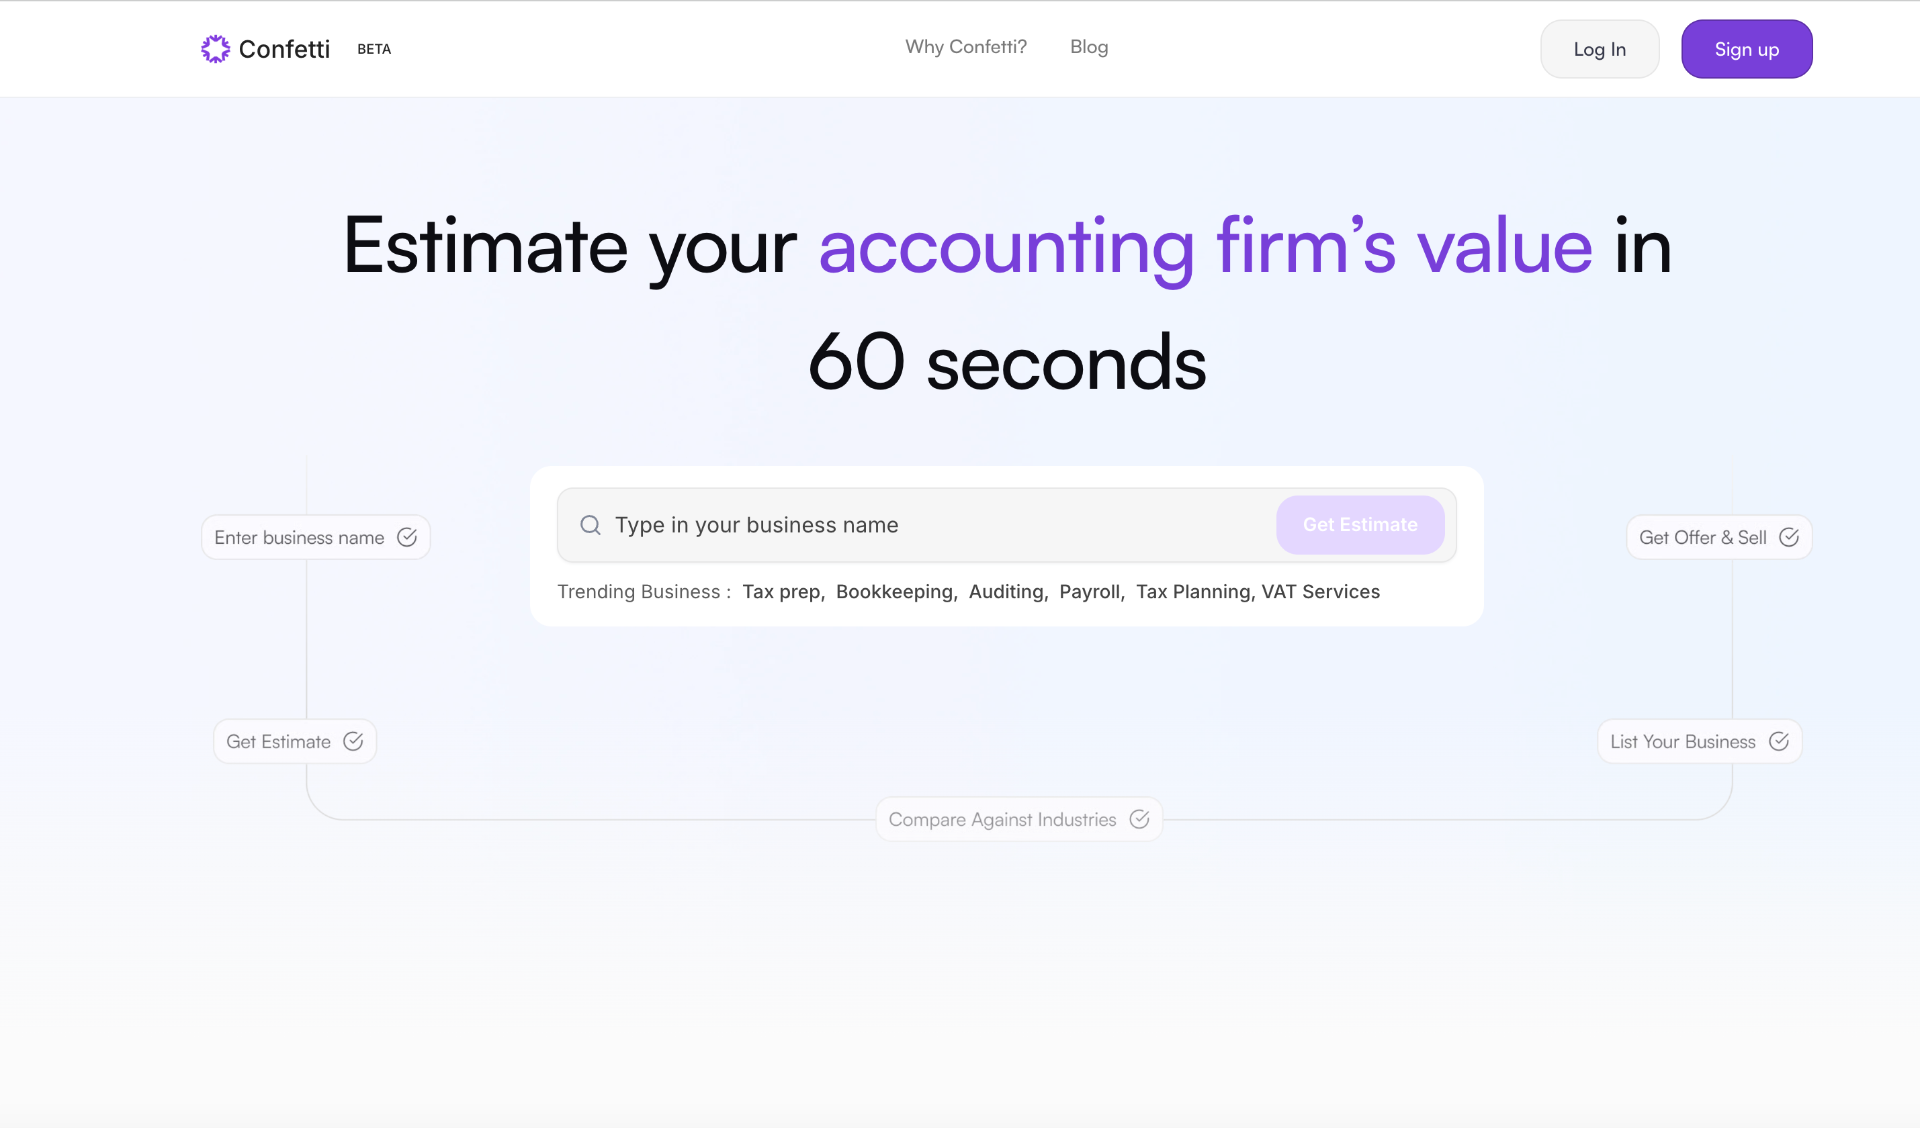 Confetti BETA Why Confetti? Blog Log In Sign up
Estimate your accounting firm’s value in
60 seconds
Type in your business name Get Estimate
Enter business name
Get Offer & Sell
Trending Business : Tax prep, Bookkeeping, Auditing, Payroll, Tax Planning, VAT Services
Get Estimate
List Your Business
Compare Against Industries